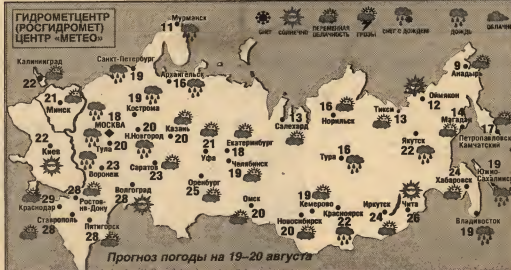 ГИДРОМЕТЦЕНТР
(РОСГИДРОМЕТ)
ЦЕНТР «МЕТЕО»
СНЕГ
СОЛНЕЧНО
ПЕРЕМЕННАЯ
ОБЛАЧНОСТЬ
ГРОЗЫ
СНЕГ С ДОЖДЕМ
ДОЖДЬ
ОБЛАЧНО
Мурманск
11
Калининград
22
Санкт-Петербург
19
Архангельск
16
Анадырь
9
Минск
21
Кострома
19
МОСКВА
18
Н.Новгород
20
Казань
20
Салехард
13
Норильск
16
Тикси
13
Оймякон
12
Магадан
14
Петропавловск-
Камчатский
17
Киев
22
Тула
20
Воронеж
23
Саратов
23
Уфа
21
Екатеринбург
18
Челябинск
19
Тура
16
Якутск
22
Хабаровск
24
Южно-
Сахалинск
19
Краснодар
29
Ростов-
на-Дону
28
Волгоград
28
Оренбург
25
Омск
20
Кемерово
19
Новосибирск
20
Красноярск
22
Иркутск
24
Чита
26
Владивосток
19
Ставрополь
28
Пятигорск
28
Прогноз погоды на 19–20 августа